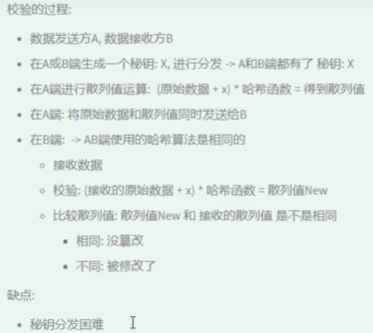 校验的过程:
数据发送方A, 数据接收方B
在A或B端生成一个秘钥: X, 进行分发 -> A和B端都有了 秘钥: X
在A端进行散列值运算: (原始数据 + x) * 哈希函数 = 得到散列值
在A端: 将原始数据和散列值同时发送给B
在B端: -> AB端使用的哈希算法是相同的
接收数据
校验: (接收的原始数据 + x) * 哈希函数 = 散列值New
比较散列值: 散列值New 和 接收的散列值 是不是相同
相同: 没篡改
不同: 被修改了
缺点:
秘钥分发困难